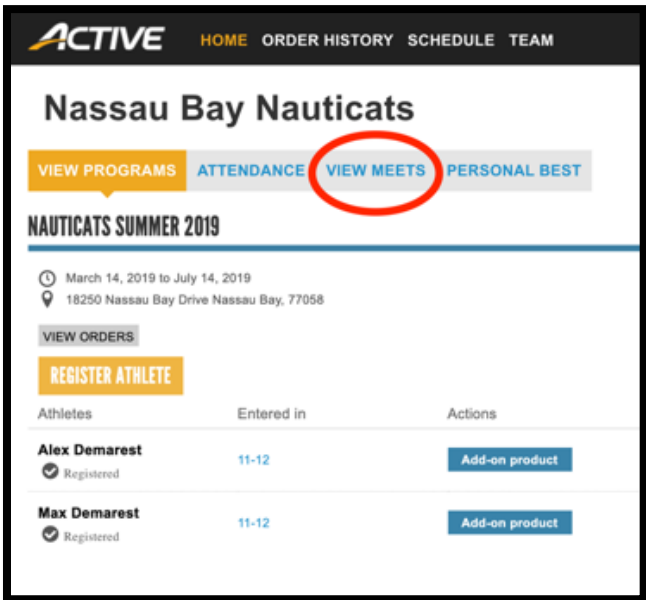 ACTIVE HOME ORDER HISTORY SCHEDULE TEAM
Nassau Bay Nauticats
VIEW PROGRAMS ATTENDANCE VIEW MEETS PERSONAL BEST
NAUTICATS SUMMER 2019
March 14, 2019 to July 14, 2019
18250 Nassau Bay Drive Nassau Bay, 77058
VIEW ORDERS
REGISTER ATHLETE
Athletes Entered in Actions
Alex Demarest
Registered
11-12 Add-on product
Max Demarest
Registered
11-12 Add-on product